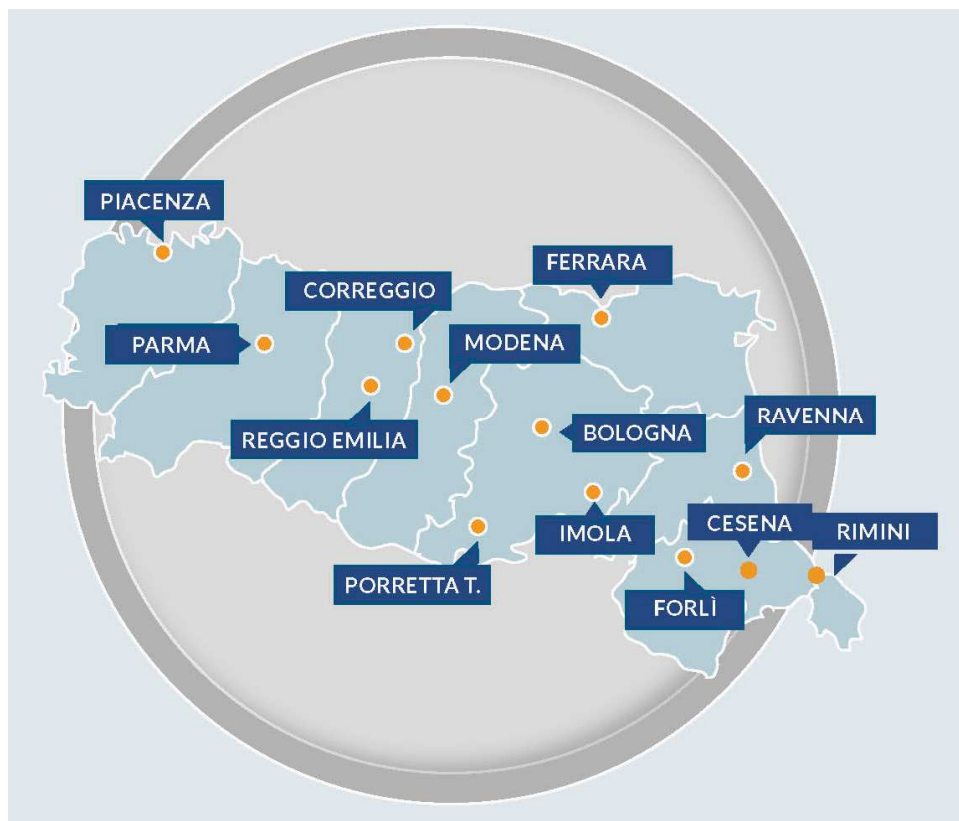 PIACENZA
FERRARA
CORREGGIO
PARMA
MODENA
RAVENNA
REGGIO EMILIA
BOLOGNA
CESENA
RIMINI
IMOLA
PORRETTA T.
FORLÌ